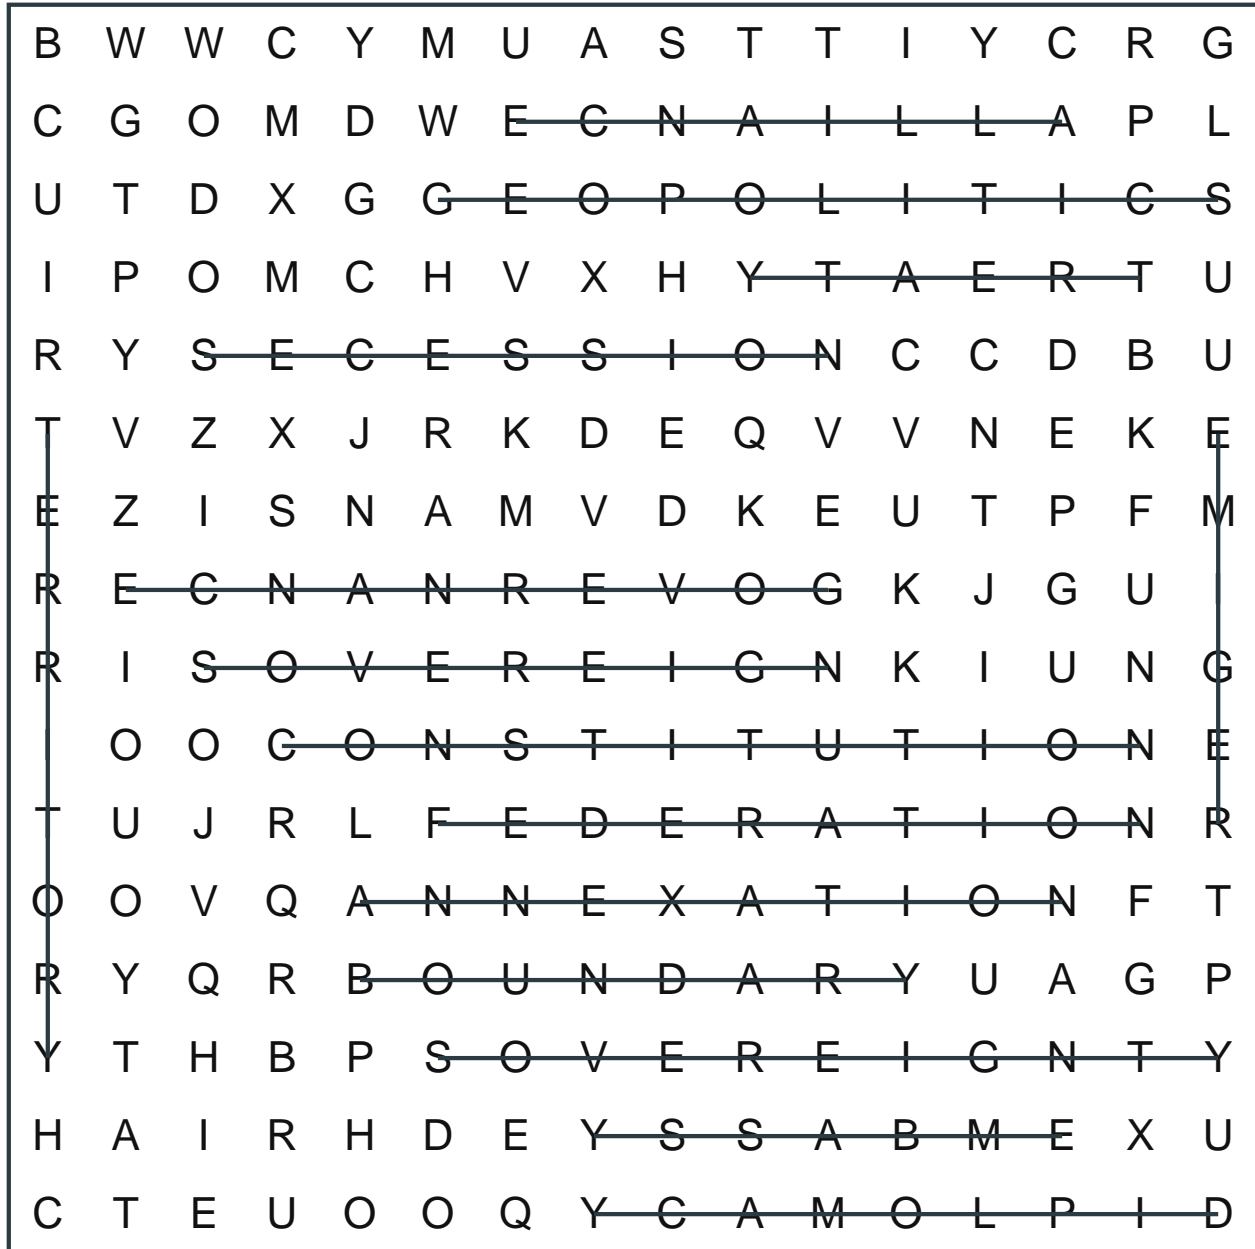 B W W C Y M U A S T T I Y C R G
C G O M D W E C N A I L L A P L
U T D X G G E O P O L I T I C S
I P O M C H V X H Y T A E R T U
R Y S E C E S S I O N C C D B U
T V Z X J R K D E Q V V N E K E
E Z I S N A M V D K E U T P F M
R E C N A N R E V O G K J G U I
R I S O V E R E I G N K I U N G
I O O C O N S T I T U T I O N E
T U J R L F E D E R A T I O N R
O O V Q A N N E X A T I O N F T
R Y Q R B O U N D A R Y U A G P
Y T H B P S O V E R E I G N T Y
H A I R H D E Y S S A B M E X U
C T E U O O Q Y C A M O L P I D